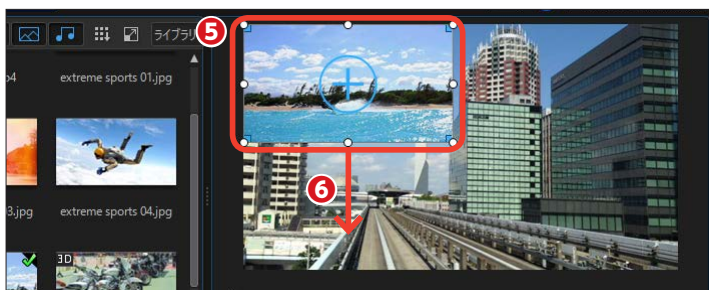 ライブラリ
5
p4
extreme sports 01.jpg
6
3.jpg
extreme sports 04.jpg
3D